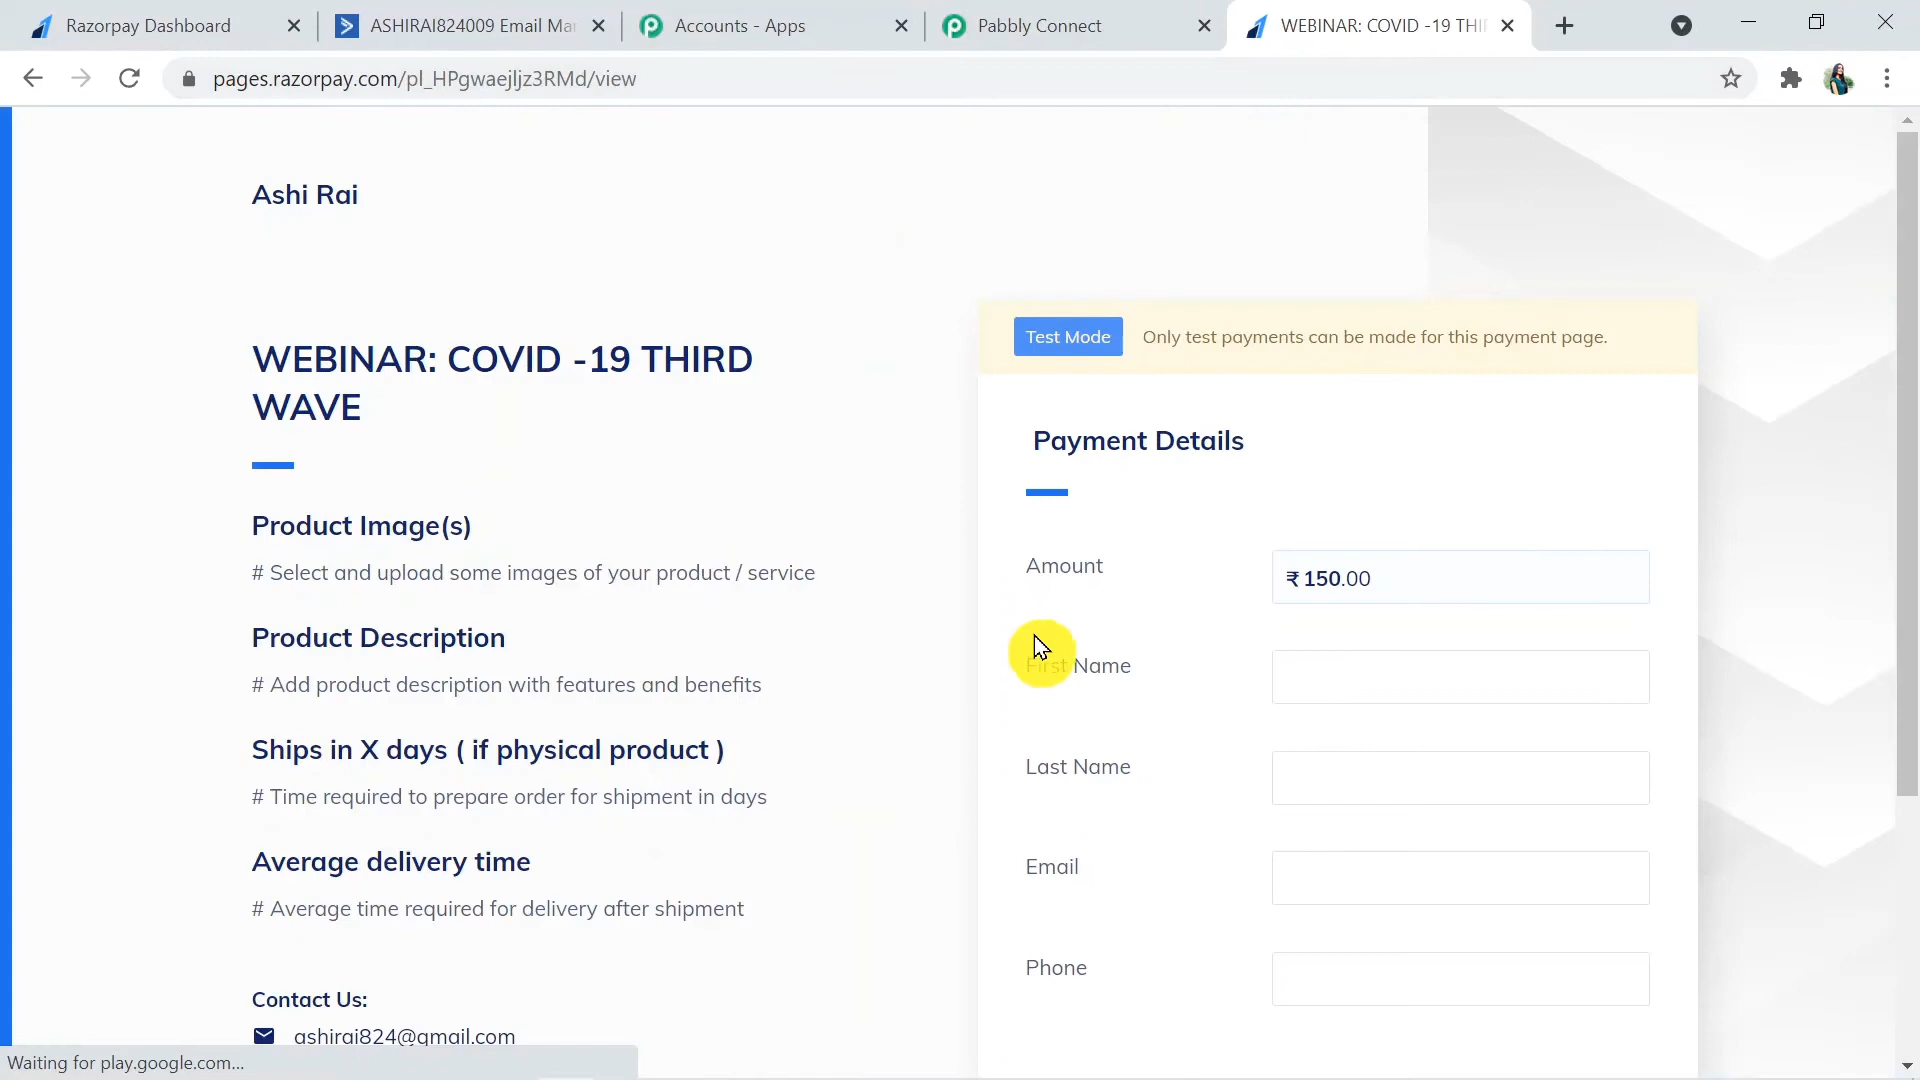 Razorpay Dashboard
ASHIRAI824009 Email Ma
Accounts - Apps
Pabbly Connect
WEBINAR: COVID -19 THI
pages.razorpay.com/pl_HPgwaejljz3RMd/view
Ashi Rai
WEBINAR: COVID -19 THIRD
WAVE
Product Image(s)
# Select and upload some images of your product / service
Product Description
# Add product description with features and benefits
Ships in X days ( if physical product )
# Time required to prepare order for shipment in days
Average delivery time
# Average time required for delivery after shipment
Contact Us:
ashirai824@gmail.com
Test Mode Only test payments can be made for this payment page.
Payment Details
Amount
₹ 150.00
First Name
Last Name
Email
Phone
Waiting for play.google.com...